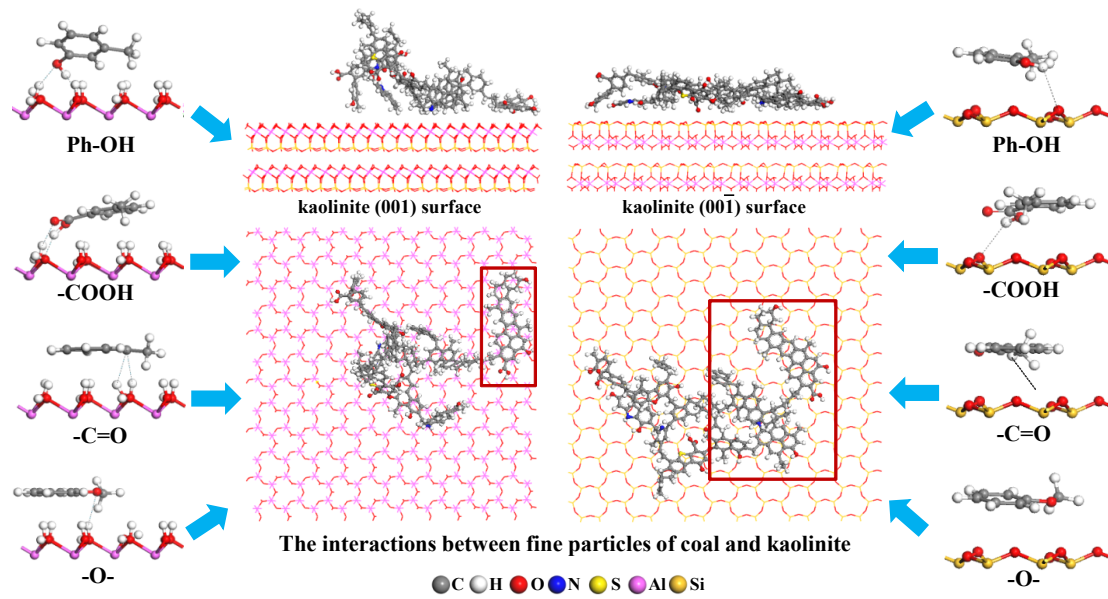 Ph-OH
kaolinite (001) surface
kaolinite (001̅) surface
Ph-OH
-COOH
-COOH
-C=O
-C=O
-O-
The interactions between fine particles of coal and kaolinite
-O-
C H O N S Al Si